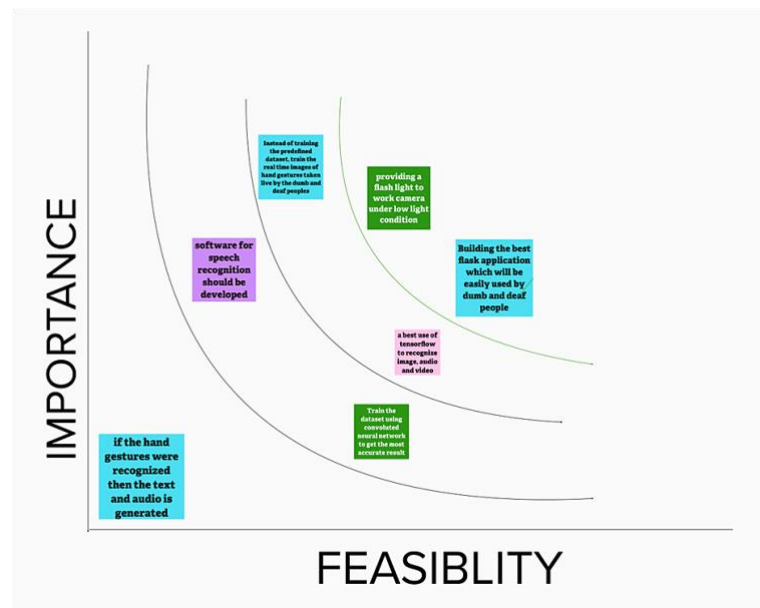 IMPORTANCE
Instead of training
the predefined
dataset, train the
real time images of
hand gestures taken
live by the dumb and
deaf peoples
providing a
flash light to
work camera
under low light
condition
software for
speech
recognition
should be
developed
Building the best
flask application
which will be
easily used by
dumb and deaf
people
a best use of
tensorflow
to recognize
image, audio
and video
Train the
dataset using
convoluted
neural network
to get the most
accurate result
if the hand
gestures were
recognized
then the text
and audio is
generated
FEASIBLITY